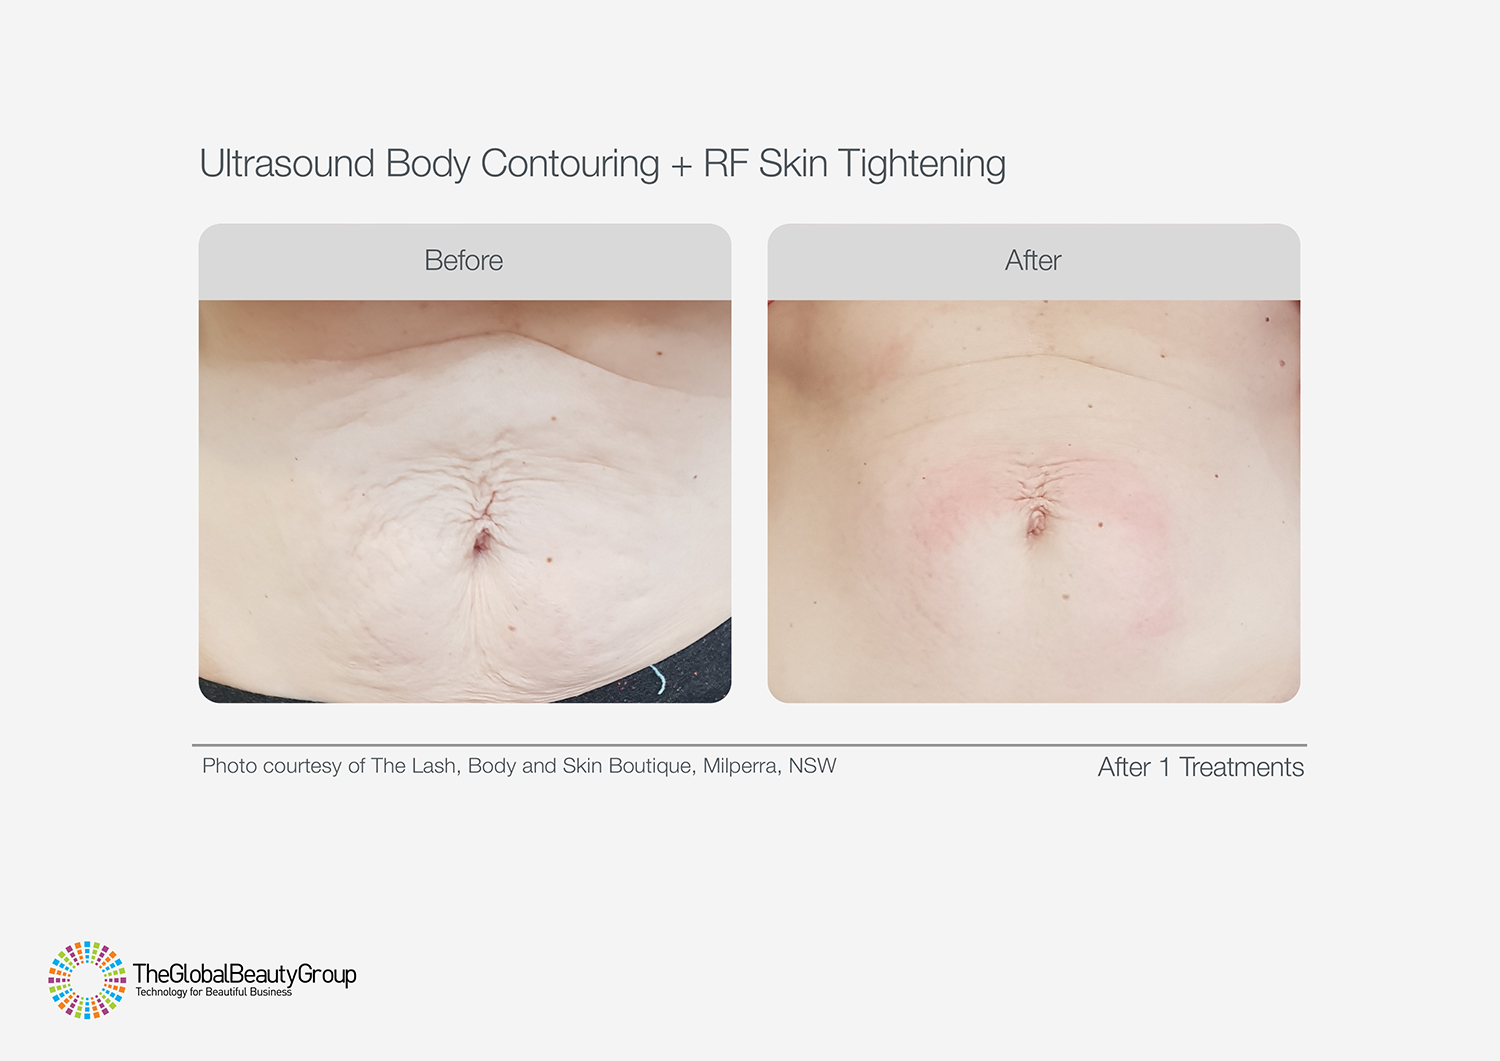 Ultrasound Body Contouring + RF Skin Tightening
Before
After
Photo courtesy of The Lash, Body and Skin Boutique, Milperra, NSW
After 1 Treatments
TheGlobalBeautyGroup
Technology for Beautiful Business